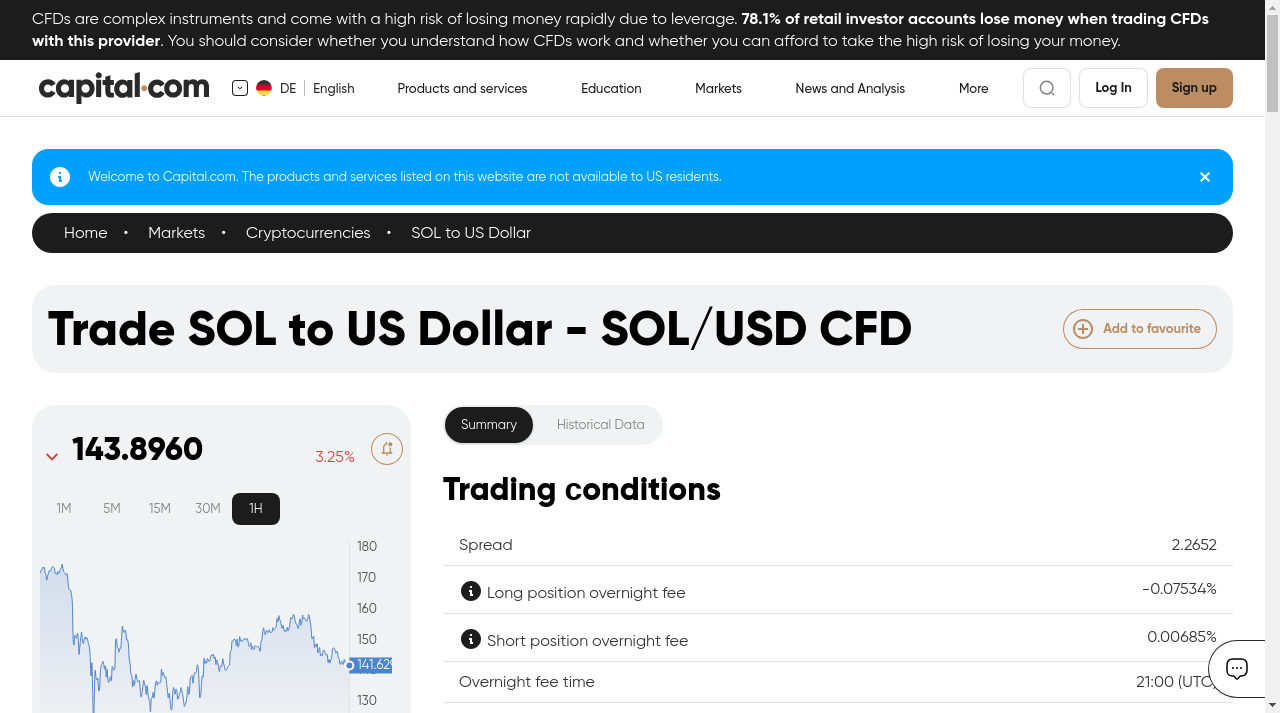 CFDs are complex instruments and come with a high risk of losing money rapidly due to leverage. 78.1% of retail investor accounts lose money when trading CFDs
with this provider. You should consider whether you understand how CFDs work and whether you can afford to take the high risk of losing your money.
capital.com
DE
English
Products and services
Education
Markets
News and Analysis
More
Log In
Sign up
Welcome to Capital.com. The products and services listed on this website are not available to US residents.
Home • Markets • Cryptocurrencies • SOL to US Dollar
Trade SOL to US Dollar - SOL/USD CFD
Add to favourite
143.8960
3.25%
1M 5M 15M 30M 1H
180
170
160
150
141.62
130
Summary
Historical Data
Trading conditions
Spread 2.2652
Long position overnight fee -0.07534%
Short position overnight fee 0.00685%
Overnight fee time 21:00 (UTC)